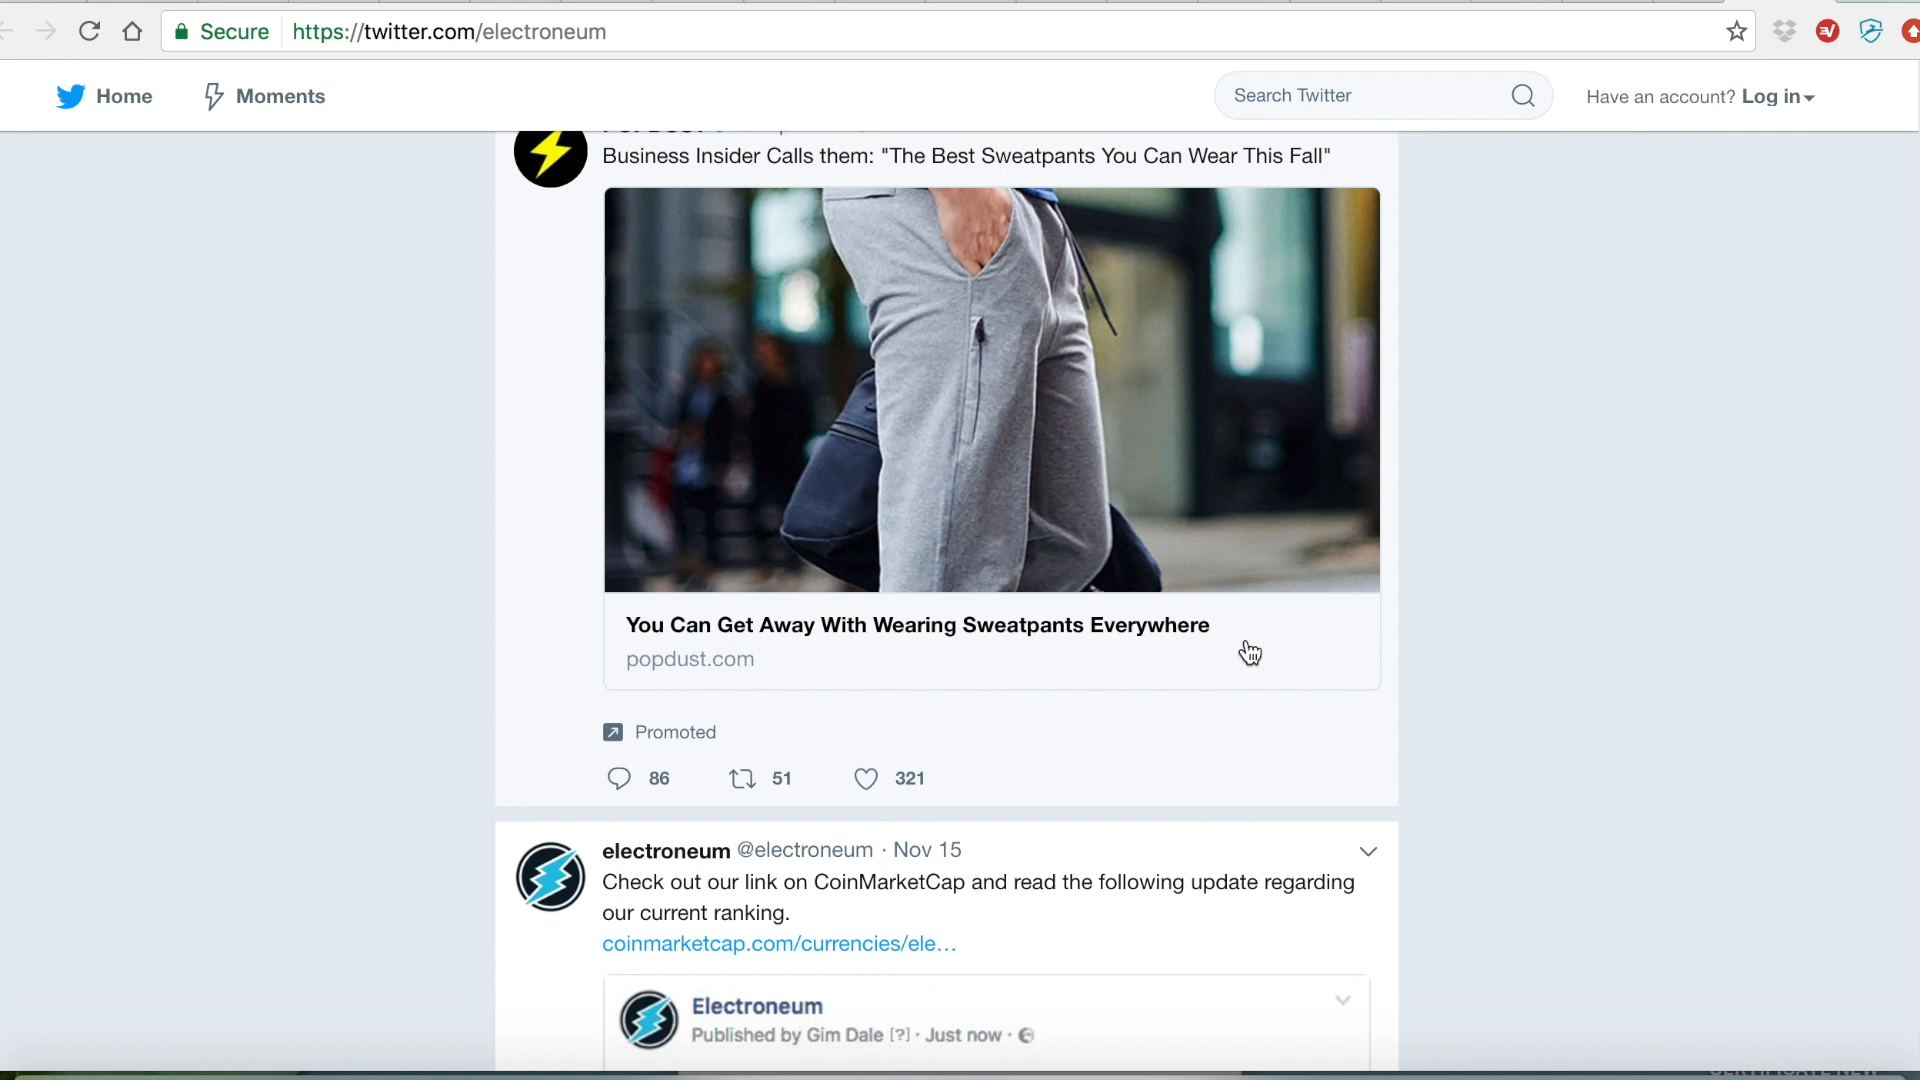 Secure https://twitter.com/electroneum
Home Moments Search Twitter Have an account? Log in
Business Insider Calls them: "The Best Sweatpants You Can Wear This Fall"
You Can Get Away With Wearing Sweatpants Everywhere
popdust.com
Promoted
86 51 321
electroneum @electroneum · Nov 15
Check out our link on CoinMarketCap and read the following update regarding
our current ranking.
coinmarketcap.com/currencies/ele…
Electroneum
Published by Gim Dale [?] · Just now ·